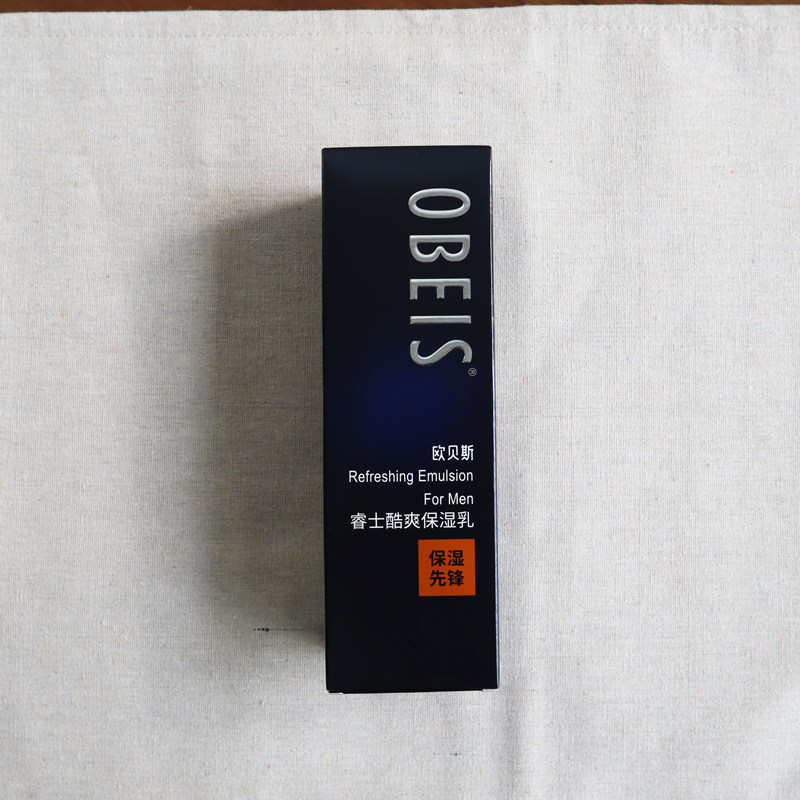 OBEIS®
欧贝斯
Refreshing Emulsion
For Men
睿士酷爽保湿乳
保湿
先锋